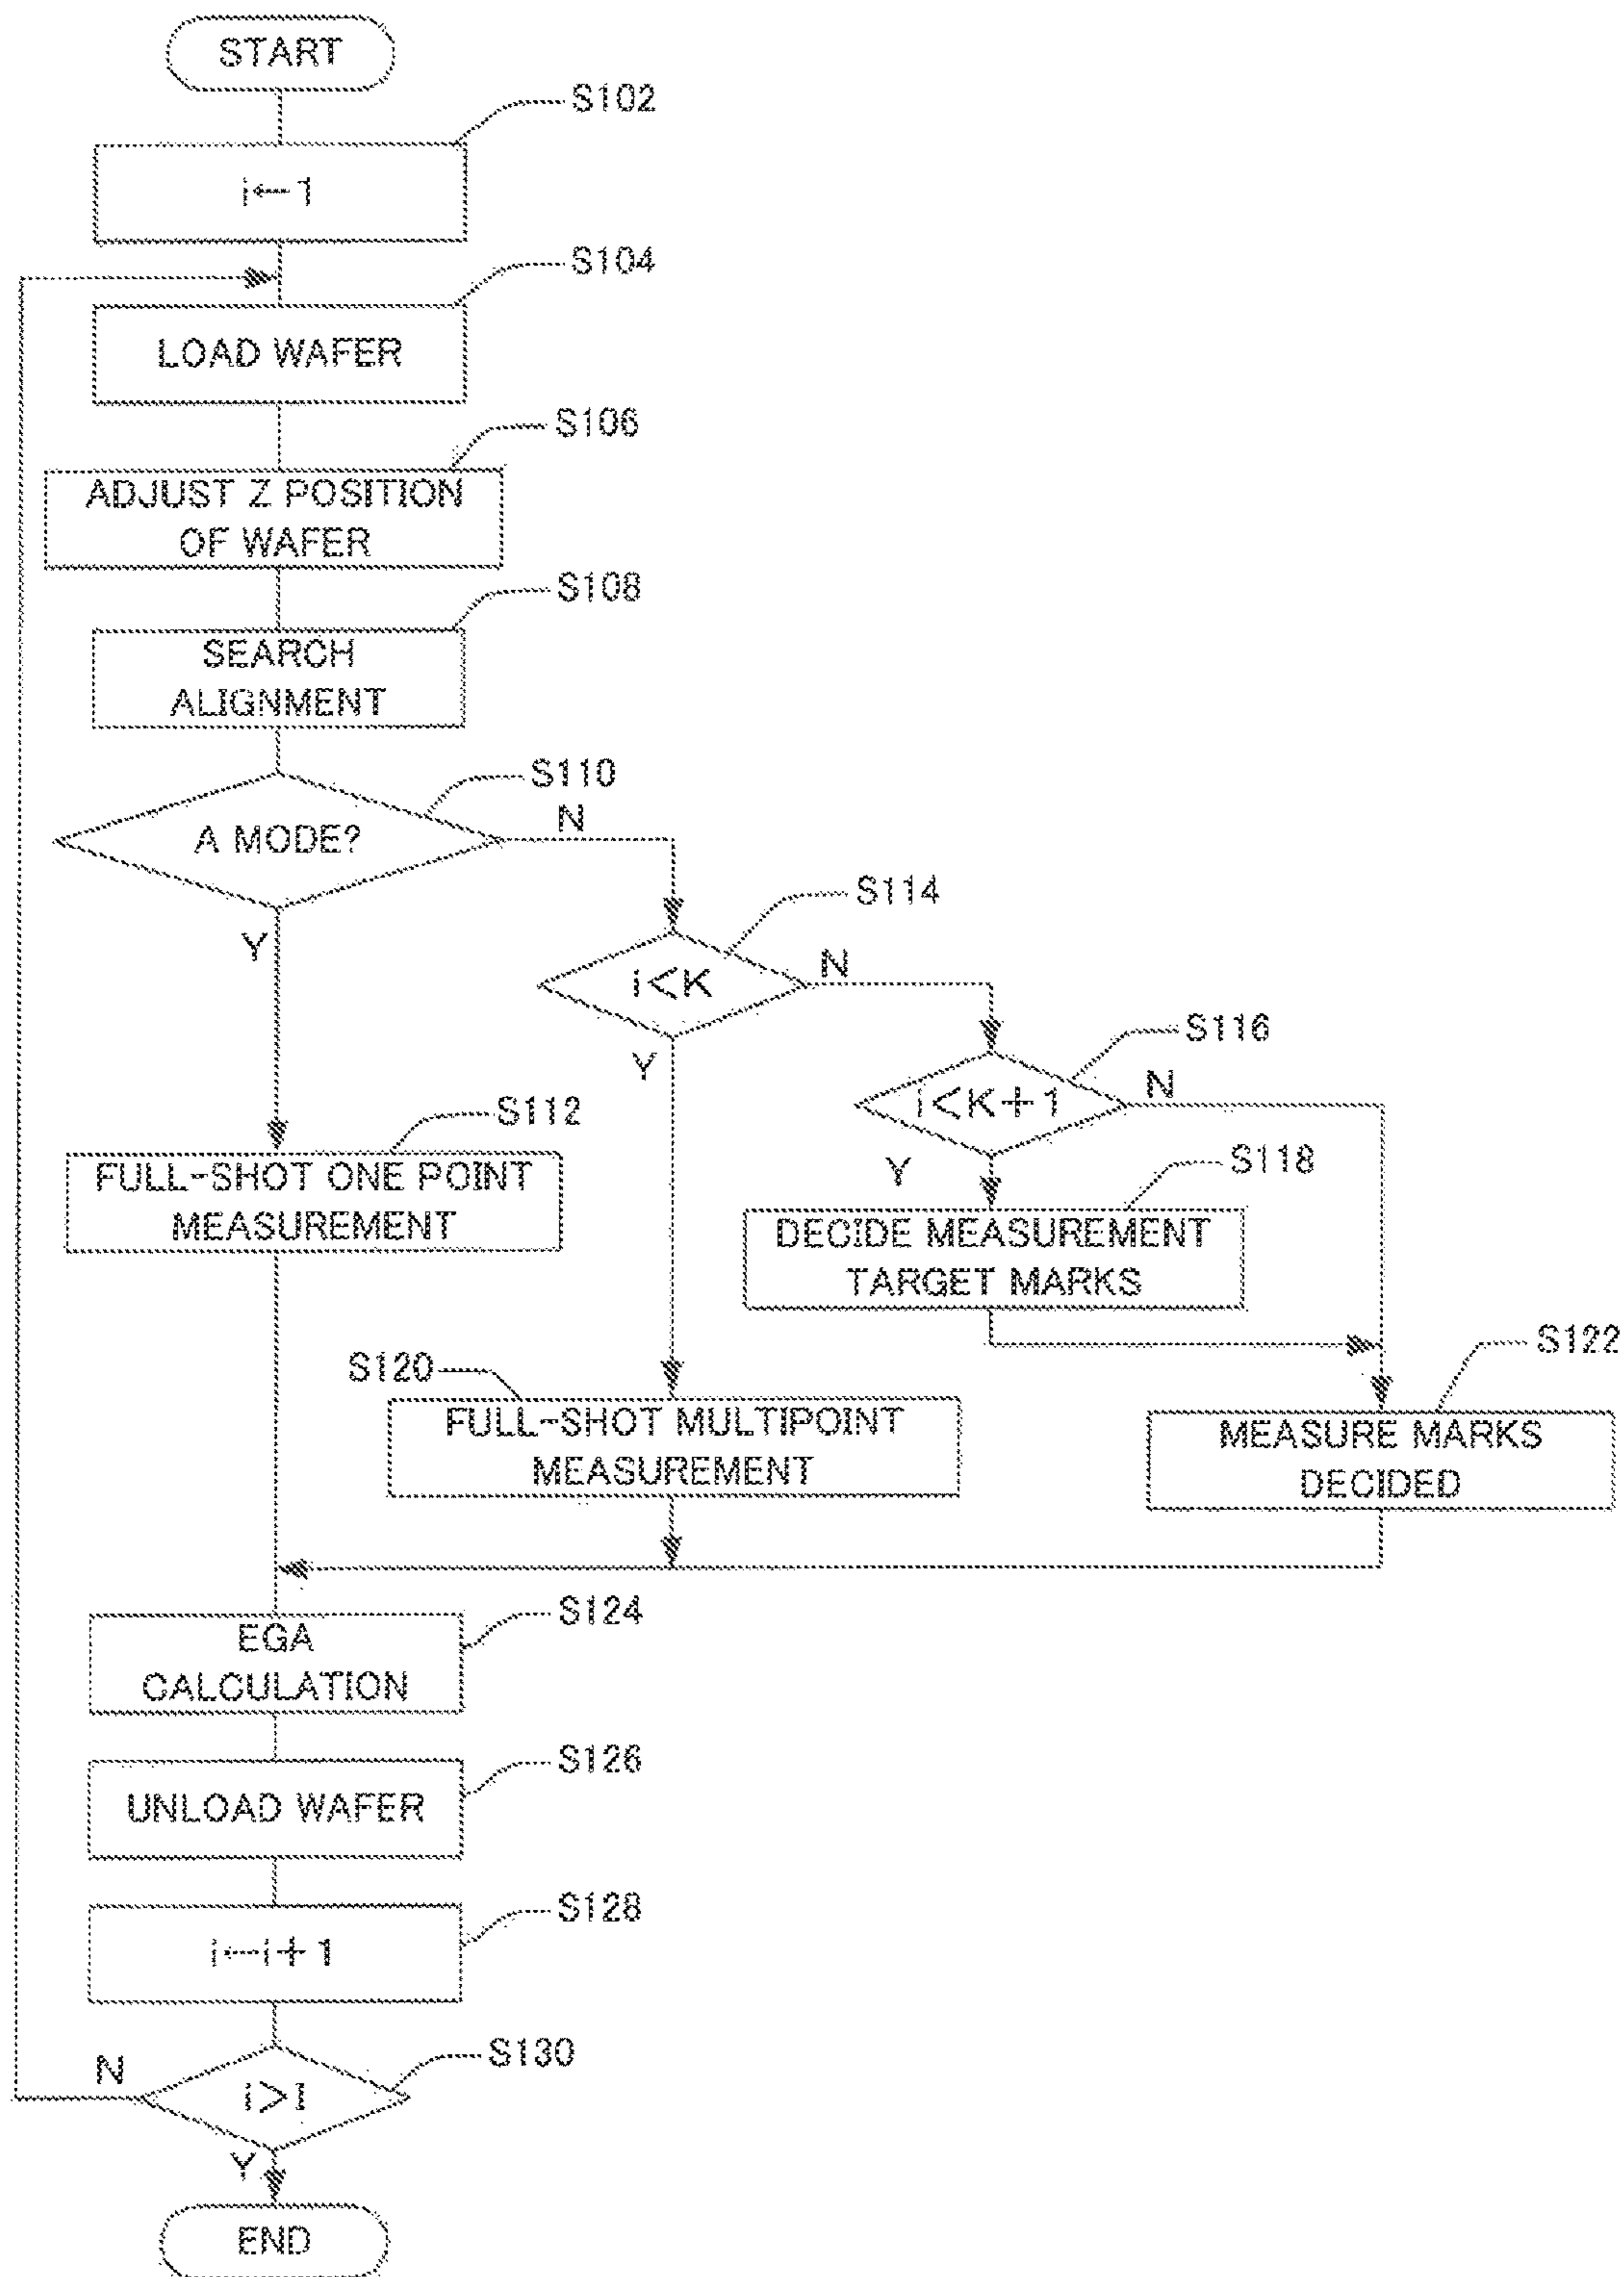 START
S102
i←1
S104
LOAD WAFER
S106
ADJUST Z POSITION
OF WAFER
S108
SEARCH
ALIGNMENT
S110
A MODE?
N
Y
S114
i<K
N
Y
S116
i<K+1
N
Y
S112
FULL-SHOT ONE POINT
MEASUREMENT
S118
DECIDE MEASUREMENT
TARGET MARKS
S120
FULL-SHOT MULTIPOINT
MEASUREMENT
S122
MEASURE MARKS
DECIDED
S124
EGA
CALCULATION
S126
UNLOAD WAFER
S128
i←i+1
S130
i>I
N
Y
END